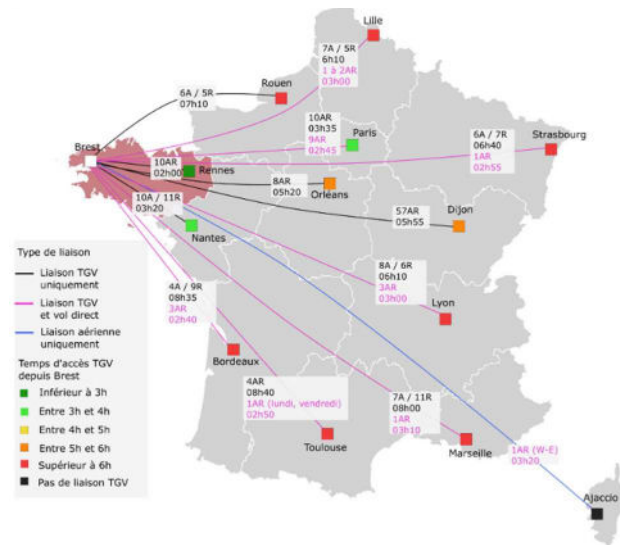 Lille
7A / 5R
6h10
1 à 2AR
03h00
Rouen
6A / 5R
07h10
10AR
03h35
9AR
02h45
Paris
6A / 7R
06h40
1AR
02h55
Strasbourg
Brest
10AR
02h00
Rennes
8AR
05h20
Orléans
10A / 11R
03h20
Nantes
57AR
05h55
Dijon
Type de liaison
Liaison TGV
uniquement
Liaison TGV
et vol direct
Liaison aérienne
uniquement
Temps d'accès TGV
depuis Brest
Inférieur à 3h
Entre 3h et 4h
Entre 4h et 5h
Entre 5h et 6h
Supérieur à 6h
Pas de liaison TGV
4A / 9R
08h35
3AR
02h40
Bordeaux
8A / 6R
06h10
3AR
03h00
Lyon
4AR
08h40
1AR (lundi, vendredi)
02h50
Toulouse
7A / 11R
08h00
1AR
03h10
Marseille
1AR (W-E)
03h20
Ajaccio